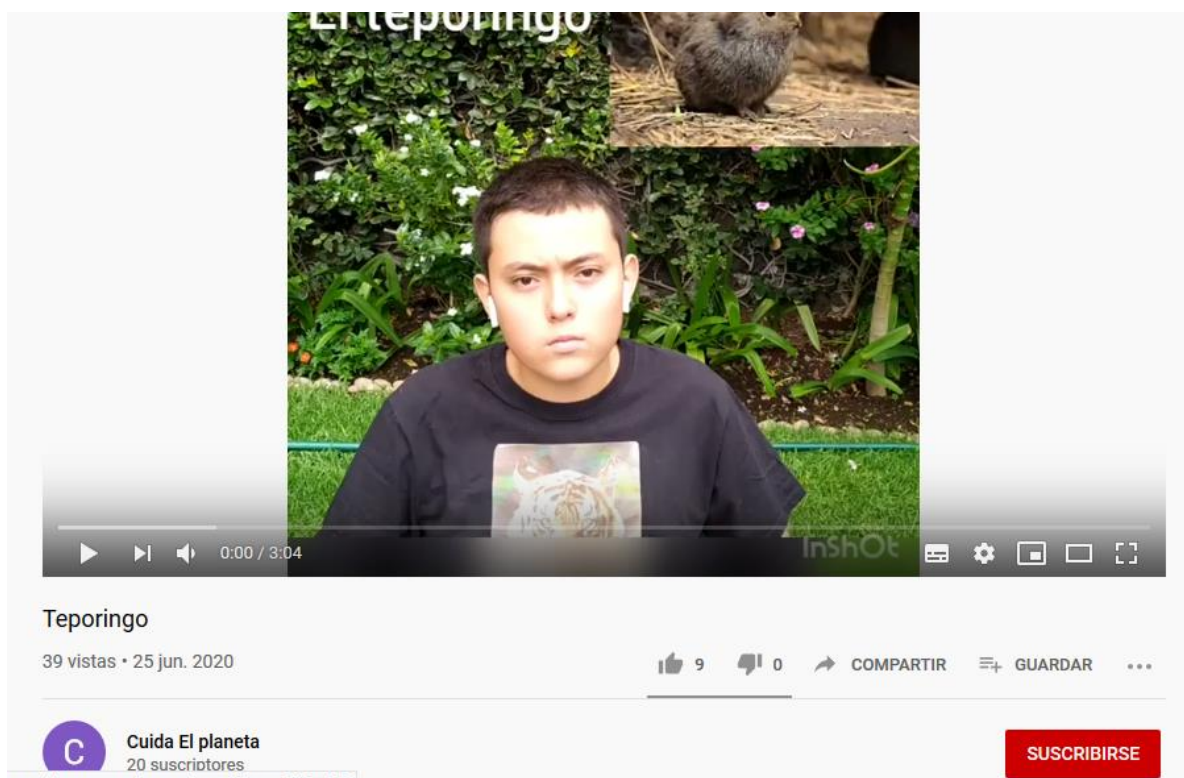 El teporingo
InShOt
0:00 / 3:04
Teporingo
39 vistas • 25 jun. 2020
9
0
COMPARTIR
GUARDAR
C
Cuida El planeta
20 suscriptores
SUSCRIBIRSE